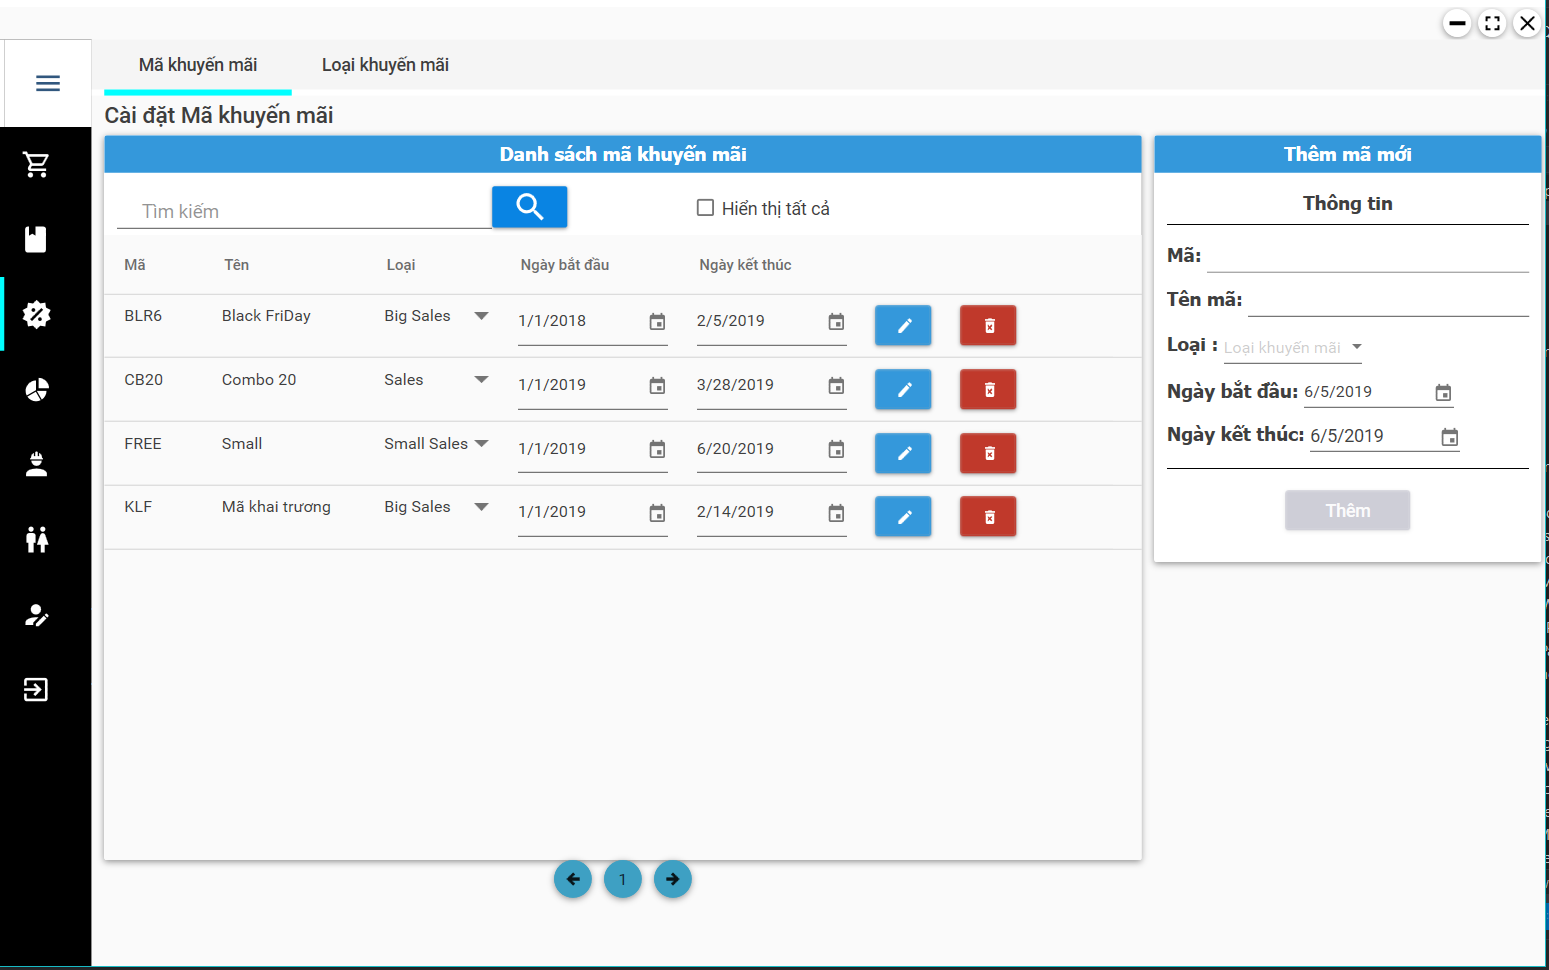 Mã khuyến mãi Loại khuyến mãi
Cài đặt Mã khuyến mãi
Danh sách mã khuyến mãi
Tìm kiếm Hiển thị tất cả
Mã Tên Loại Ngày bắt đầu Ngày kết thúc
BLR6 Black FriDay Big Sales 1/1/2018 2/5/2019
CB20 Combo 20 Sales 1/1/2019 3/28/2019
FREE Small Small Sales 1/1/2019 6/20/2019
KLF Mã khai trương Big Sales 1/1/2019 2/14/2019
1
Thêm mã mới
Thông tin
Mã:
Tên mã:
Loại : Loại khuyến mãi
Ngày bắt đầu: 6/5/2019
Ngày kết thúc: 6/5/2019
Thêm